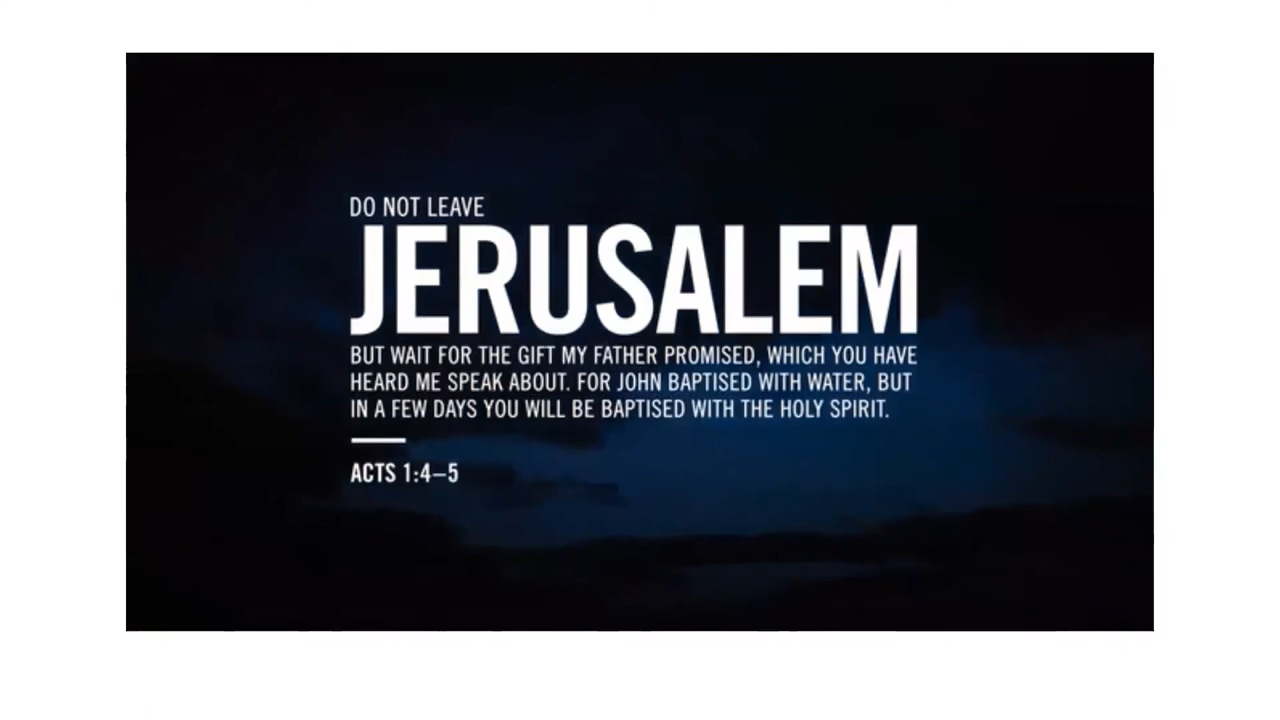 DO NOT LEAVE
JERUSALEM
BUT WAIT FOR THE GIFT MY FATHER PROMISED, WHICH YOU HAVE
HEARD ME SPEAK ABOUT. FOR JOHN BAPTISED WITH WATER, BUT
IN A FEW DAYS YOU WILL BE BAPTISED WITH THE HOLY SPIRIT.
ACTS 1:4–5